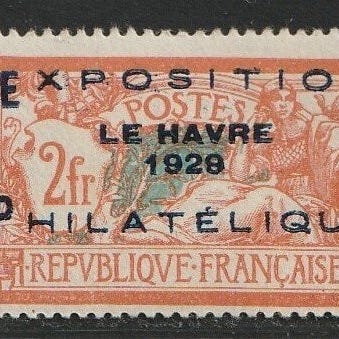 EXPOSITIO
POSTES
LE HAVRE
2fr
1929
PHILATÉLIQU
REPVBLIQVE·FRANÇAISE